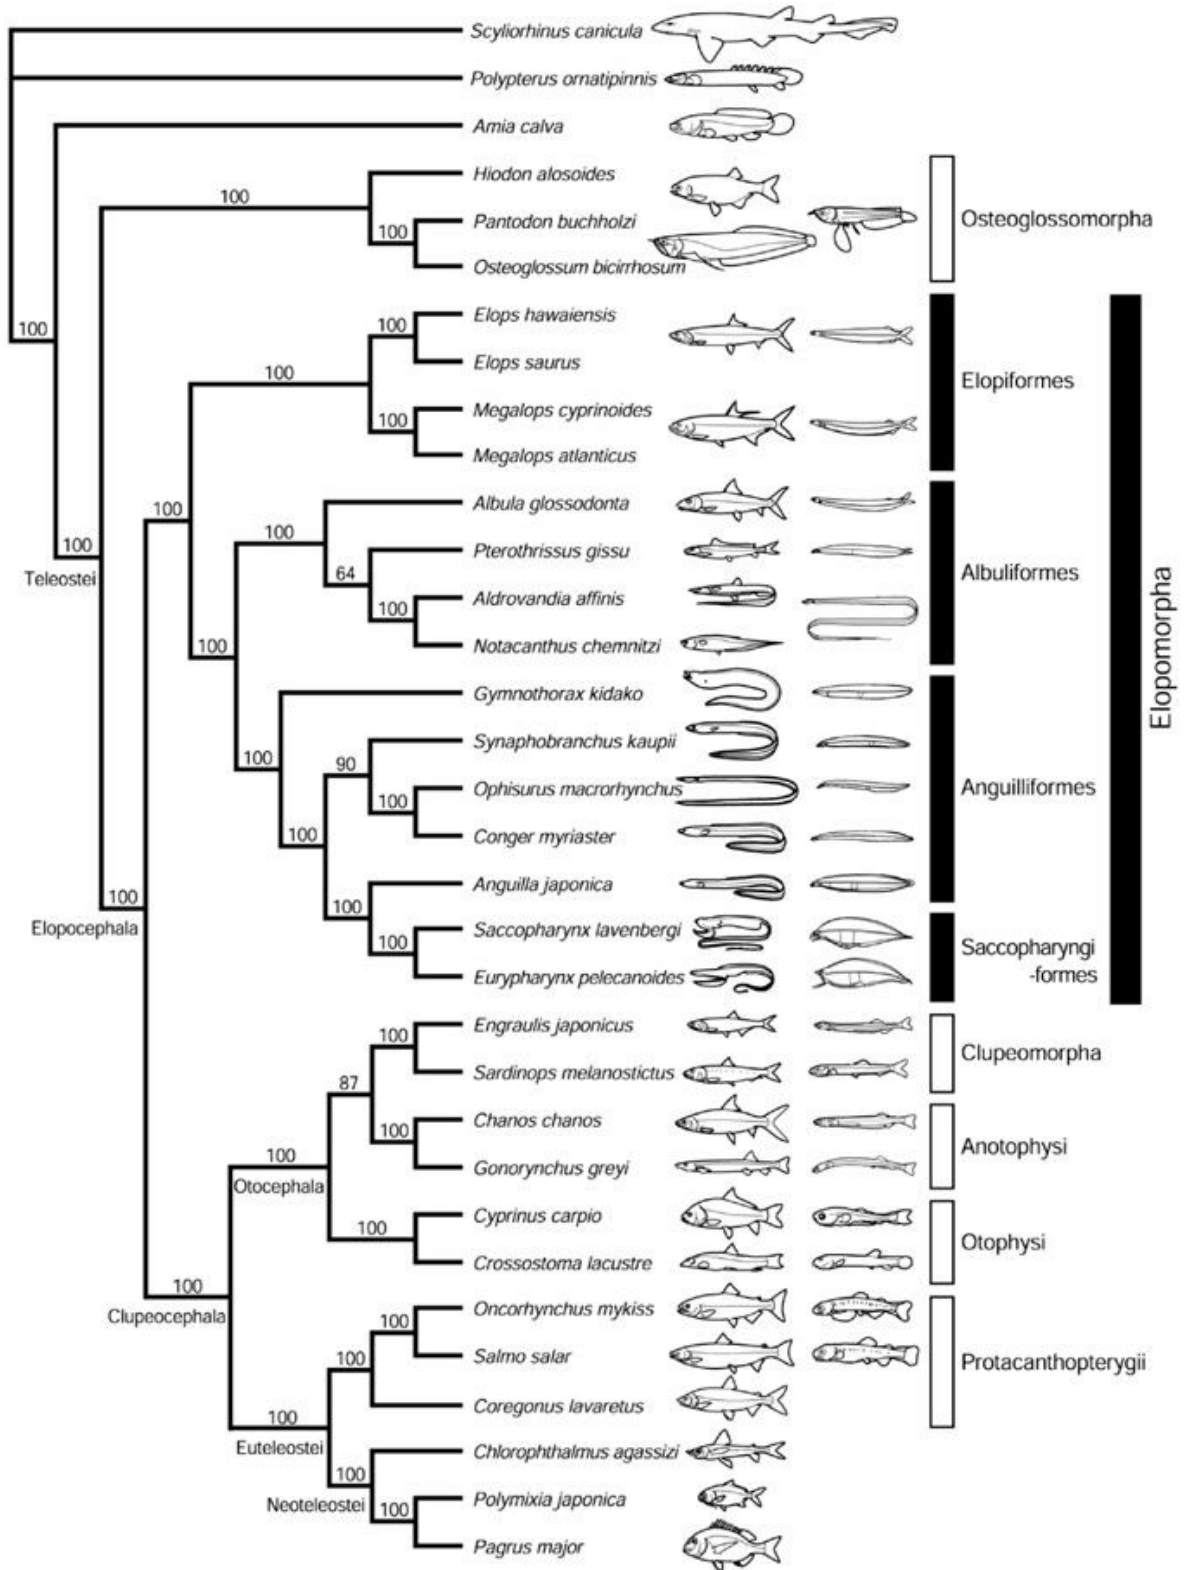 Scyliorhinus canicula
Polypterus ornatipinnis
Amia calva
Hiodon alosoides
100
Pantodon buchholzi
Osteoglossomorpha
100
Osteoglossum bicirrhosum
Elops hawaiensis
100
100
Elops saurus
100
Elopiformes
Megalops cyprinoides
100
Megalops atlanticus
Albula glossodonta
100
100
100
Pterothrissus gissu
Teleostei
64
Albuliformes
Aldrovandia affinis
100
Notacanthus chemnitzi
100
Elopomorpha
Gymnothorax kidako
Synaphobranchus kaupii
100
90
Ophisurus macrorhynchus
Anguilliformes
100
Conger myriaster
100
Anguilla japonica
100
Elopocephala
100
Saccopharynx lavenbergi
Saccopharyngi
-formes
100
Eurypharynx pelecanoides
Engraulis japonicus
100
Clupeomorpha
Sardinops melanostictus
87
Chanos chanos
100
Anotophysi
Gonorynchus greyi
100
Otocephala
Cyprinus carpio
100
Otophysi
Crossostoma lacustre
100
Clupeocephala
Oncorhynchus mykiss
100
Salmo salar
100
Protacanthopterygii
Coregonus lavaretus
100
Euteleostei
Chlorophthalmus agassizi
100
Neoteleostei
Polymixia japonica
100
Pagrus major